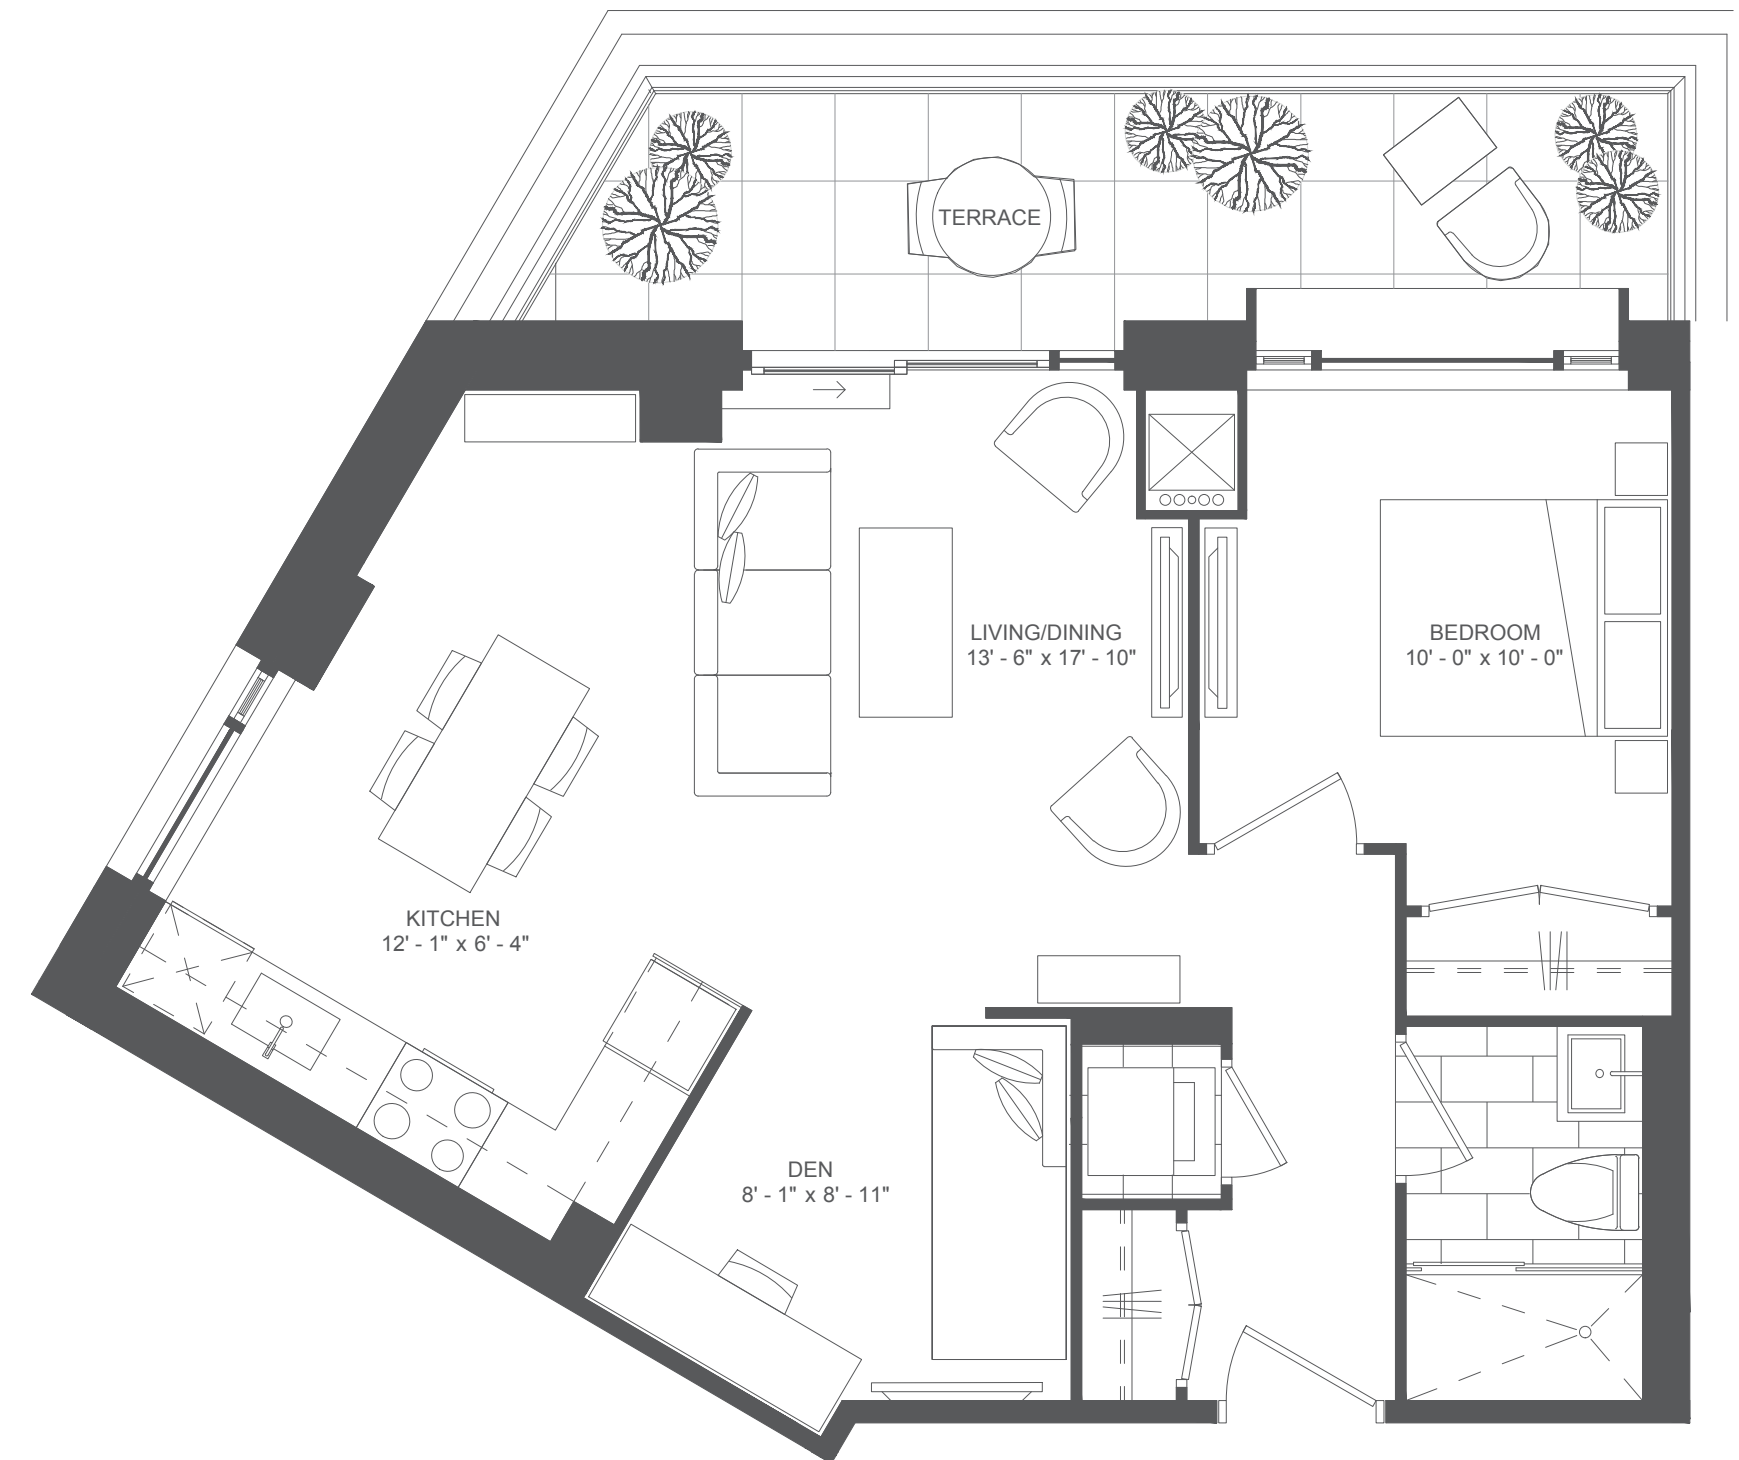 TERRACE
LIVING/DINING
13' - 6" x 17' - 10"
BEDROOM
10' - 0" x 10' - 0"
KITCHEN
12' - 1" x 6' - 4"
DEN
8' - 1" x 8' - 11"